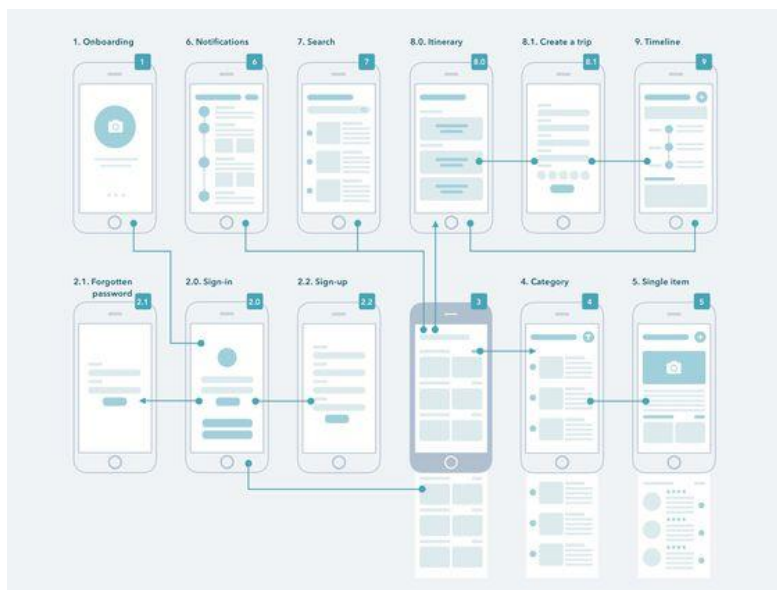 1. Onboarding
6. Notifications
7. Search
8.0. Itinerary
8.1. Create a trip
9. Timeline
1
6
7
8.0
8.1
9
2.1. Forgotten
password
2.0. Sign-in
2.2. Sign-up
4. Category
5. Single item
2.1
2.0
2.2
3
4
5